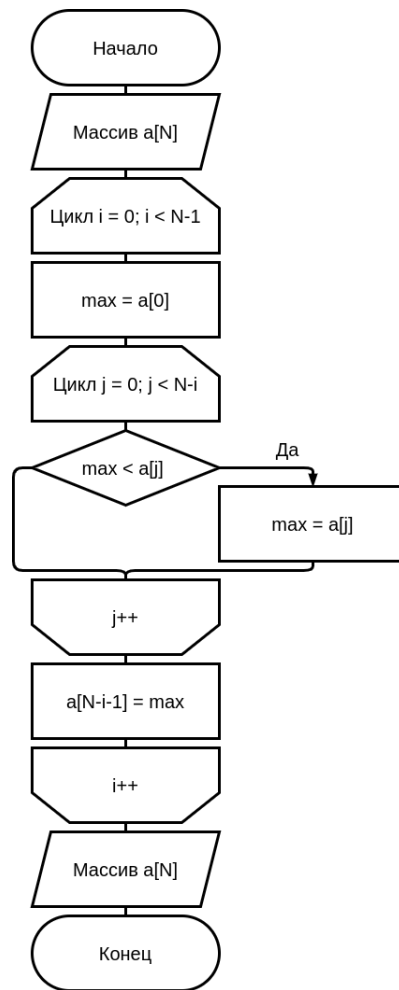 Начало
Массив a[N]
Цикл i = 0; i < N-1
max = a[0]
Цикл j = 0; j < N-i
max < a[j]
Да
max = a[j]
j++
a[N-i-1] = max
i++
Массив a[N]
Конец